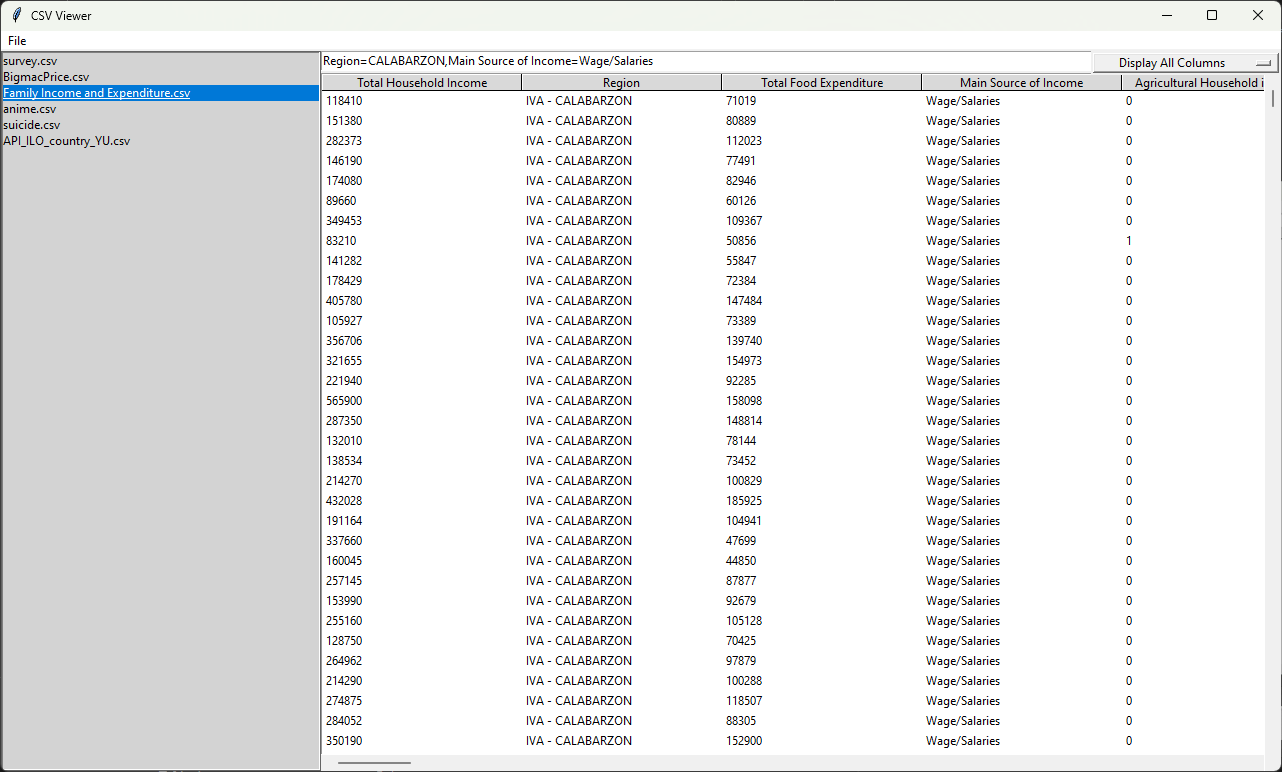 CSV Viewer
File
survey.csv
BigmacPrice.csv
Family Income and Expenditure.csv
anime.csv
suicide.csv
API_ILO_country_YU.csv
Region=CALABARZON,Main Source of Income=Wage/Salaries Display All Columns
Total Household Income Region Total Food Expenditure Main Source of Income Agricultural Household i
118410 IVA - CALABARZON 71019 Wage/Salaries 0
151380 IVA - CALABARZON 80889 Wage/Salaries 0
282373 IVA - CALABARZON 112023 Wage/Salaries 0
146190 IVA - CALABARZON 77491 Wage/Salaries 0
174080 IVA - CALABARZON 82946 Wage/Salaries 0
89660 IVA - CALABARZON 60126 Wage/Salaries 0
349453 IVA - CALABARZON 109367 Wage/Salaries 0
83210 IVA - CALABARZON 50856 Wage/Salaries 1
141282 IVA - CALABARZON 55847 Wage/Salaries 0
178429 IVA - CALABARZON 72384 Wage/Salaries 0
405780 IVA - CALABARZON 147484 Wage/Salaries 0
105927 IVA - CALABARZON 73389 Wage/Salaries 0
356706 IVA - CALABARZON 139740 Wage/Salaries 0
321655 IVA - CALABARZON 154973 Wage/Salaries 0
221940 IVA - CALABARZON 92285 Wage/Salaries 0
565900 IVA - CALABARZON 158098 Wage/Salaries 0
287350 IVA - CALABARZON 148814 Wage/Salaries 0
132010 IVA - CALABARZON 78144 Wage/Salaries 0
138534 IVA - CALABARZON 73452 Wage/Salaries 0
214270 IVA - CALABARZON 100829 Wage/Salaries 0
432028 IVA - CALABARZON 185925 Wage/Salaries 0
191164 IVA - CALABARZON 104941 Wage/Salaries 0
337660 IVA - CALABARZON 47699 Wage/Salaries 0
160045 IVA - CALABARZON 44850 Wage/Salaries 0
257145 IVA - CALABARZON 87877 Wage/Salaries 0
153990 IVA - CALABARZON 92679 Wage/Salaries 0
255160 IVA - CALABARZON 105128 Wage/Salaries 0
128750 IVA - CALABARZON 70425 Wage/Salaries 0
264962 IVA - CALABARZON 97879 Wage/Salaries 0
214290 IVA - CALABARZON 100288 Wage/Salaries 0
274875 IVA - CALABARZON 118507 Wage/Salaries 0
284052 IVA - CALABARZON 88305 Wage/Salaries 0
350190 IVA - CALABARZON 152900 Wage/Salaries 0